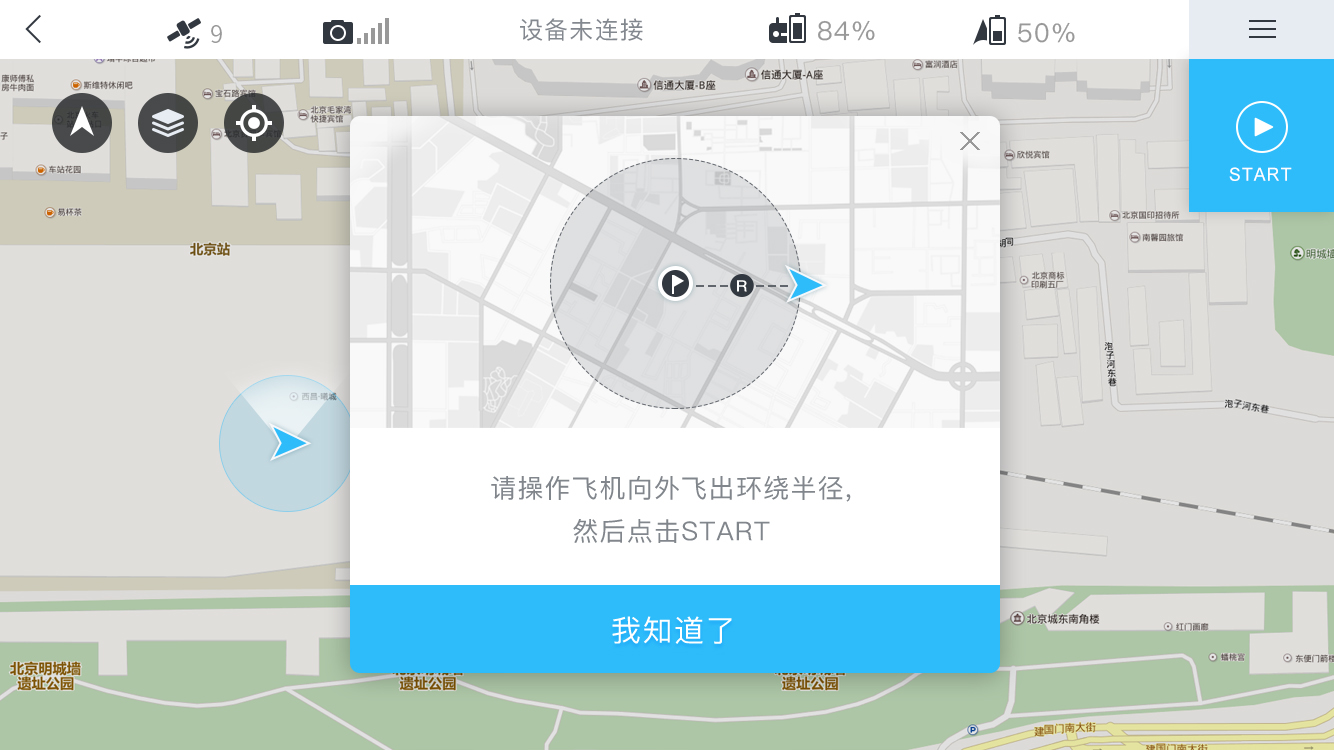 9
设备未连接
84%
50%
START
康师傅私
房牛肉面
斯维特休闲吧
宝石路宾馆
北京毛家湾
快捷宾馆
车站花园
易杯茶
北京站
信通大厦-B座
信通大厦-A座
富润酒店
欣悦宾馆
北京国印招待所
南馨园旅馆
胡同
明城墙
北京商标
印刷五厂
R
西昌·曦城
泡子河东巷
泡子河东巷
请操作飞机向外飞出环绕半径,
然后点击START
我知道了
北京城东南角楼
红门画廊
蟠桃宫
东便门箭楼
北京明城墙
遗址公园
遗址公园
遗址公园
P
建国门南大街
建国门南大街